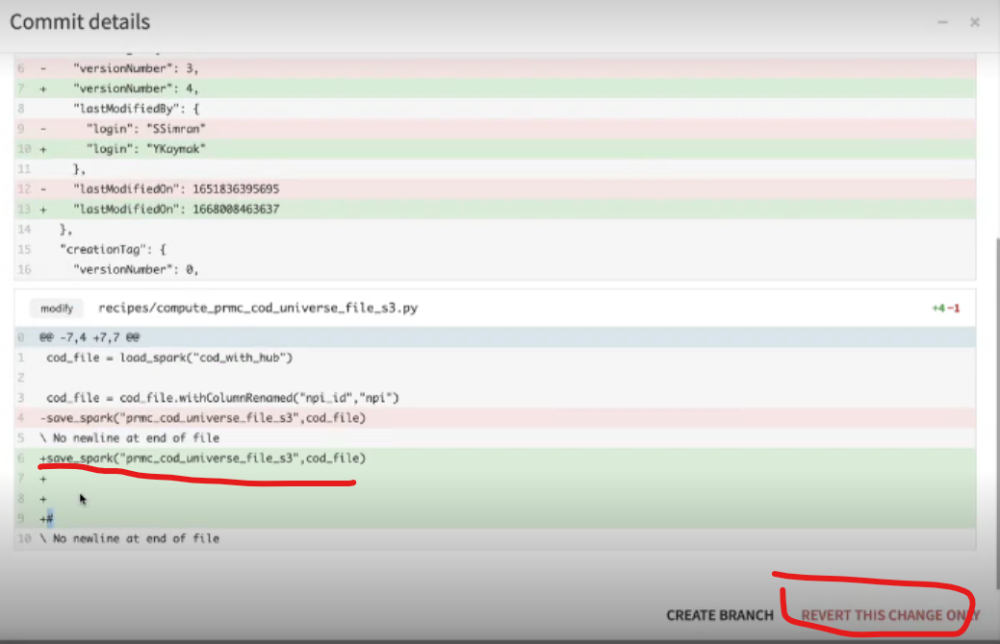 Commit details
6 - "versionNumber": 3,
7 + "versionNumber": 4,
8 "lastModifiedBy": {
9 - "login": "SSimran"
10 + "login": "YKaymak"
11 },
12 - "lastModifiedOn": 1651836395695
13 + "lastModifiedOn": 1668008463637
14 },
15 "creationTag": {
16 "versionNumber": 0,
modify recipes/compute_prmc_cod_universe_file_s3.py +4 -1
0 @@ -7,4 +7,7 @@
1 cod_file = load_spark("cod_with_hub")
2
3 cod_file = cod_file.withColumnRenamed("npi_id","npi")
4 -save_spark("prmc_cod_universe_file_s3",cod_file)
5 \ No newline at end of file
6 +save_spark("prmc_cod_universe_file_s3",cod_file)
7 +
8 +
9 +#
10 \ No newline at end of file
CREATE BRANCH REVERT THIS CHANGE ONLY